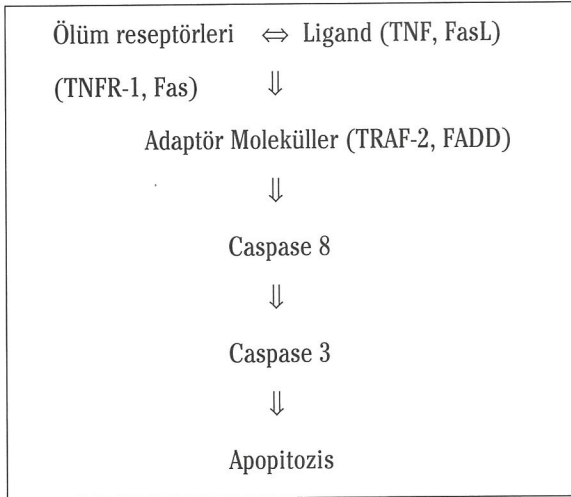 Ölüm reseptörleri ⇔ Ligand (TNF, FasL)
(TNFR-1, Fas) ⇓
Adaptör Moleküller (TRAF-2, FADD)
⇓
Caspase 8
⇓
Caspase 3
⇓
Apopitozis